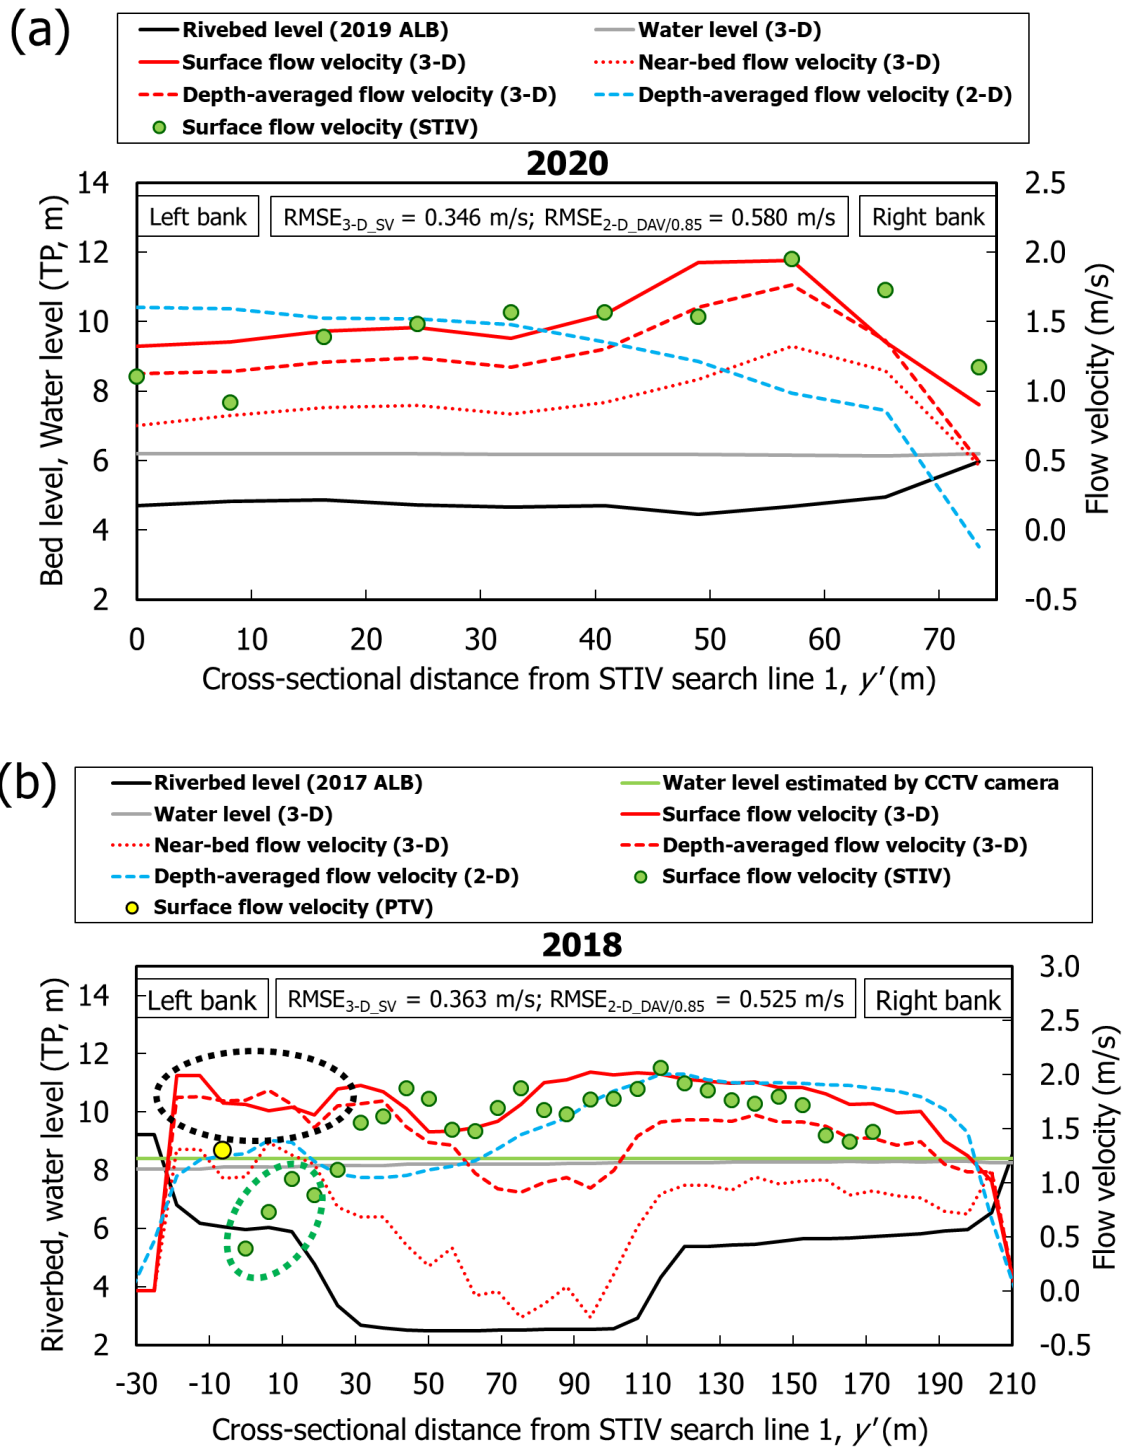 (a)
Rivebed level (2019 ALB)
Water level (3-D)
Surface flow velocity (3-D)
Near-bed flow velocity (3-D)
Depth-averaged flow velocity (3-D)
Depth-averaged flow velocity (2-D)
Surface flow velocity (STIV)
2020
Left bank
RMSE3-D_SV = 0.346 m/s; RMSE2-D_DAV/0.85 = 0.580 m/s
Right bank
Bed level, Water level (TP, m)
14
12
10
8
6
4
2
2.5
2.0
1.5
1.0
0.5
0.0
-0.5
Flow velocity (m/s)
0 10 20 30 40 50 60 70
Cross-sectional distance from STIV search line 1, y′(m)
(b)
Riverbed level (2017 ALB)
Water level estimated by CCTV camera
Water level (3-D)
Surface flow velocity (3-D)
Near-bed flow velocity (3-D)
Depth-averaged flow velocity (3-D)
Depth-averaged flow velocity (2-D)
Surface flow velocity (STIV)
Surface flow velocity (PTV)
2018
Left bank
RMSE3-D_SV = 0.363 m/s; RMSE2-D_DAV/0.85 = 0.525 m/s
Right bank
Riverbed, water level (TP, m)
14
12
10
8
6
4
2
3.0
2.5
2.0
1.5
1.0
0.5
0.0
-0.5
Flow velocity (m/s)
-30 -10 10 30 50 70 90 110 130 150 170 190 210
Cross-sectional distance from STIV search line 1, y′(m)